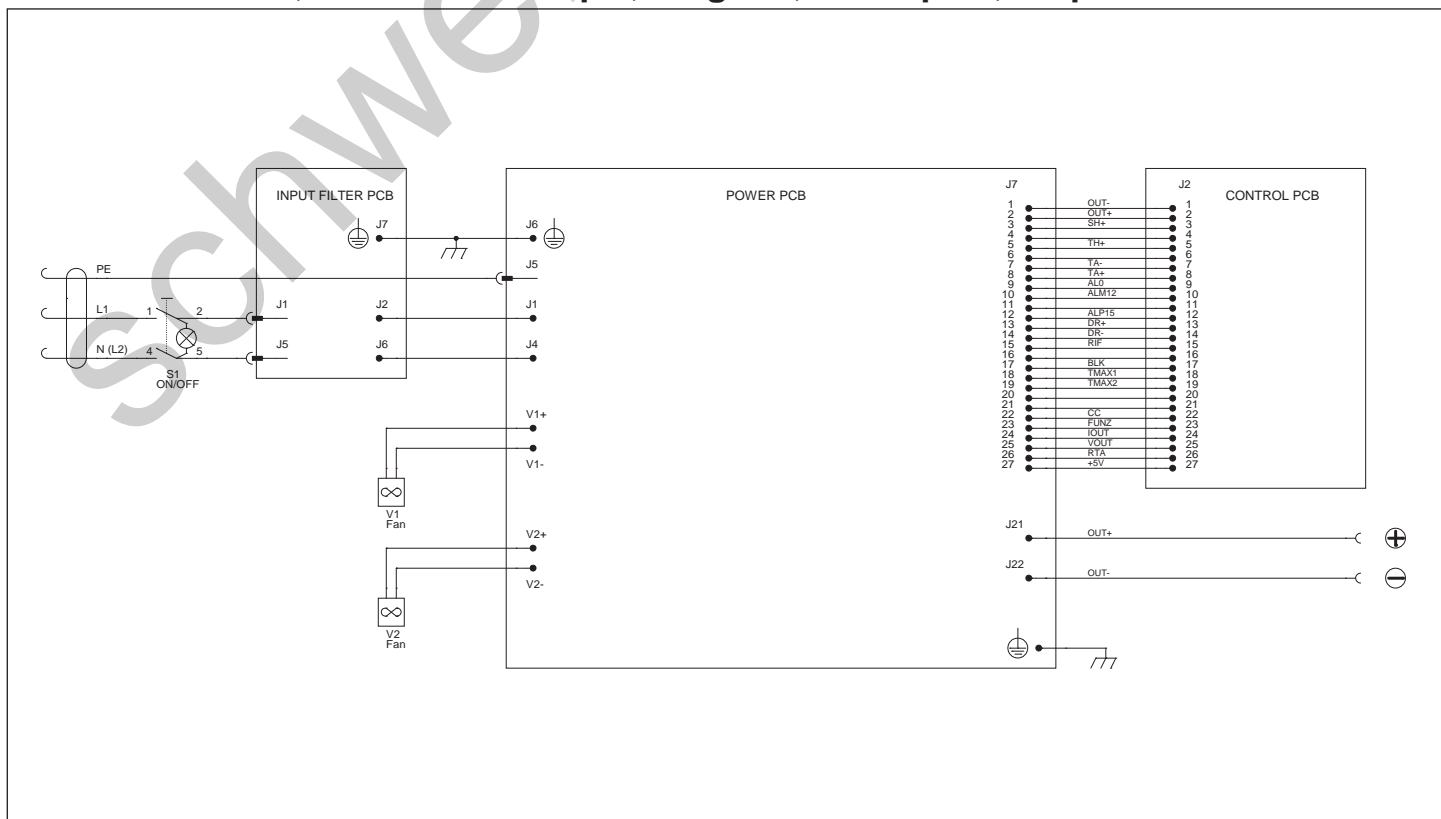 schwe
INPUT FILTER PCB
POWER PCB
CONTROL PCB
J7
J6
J5
PE
L1
N (L2)
1
2
4
5
S1
ON/OFF
J1
J5
J2
J6
J1
J4
V1+
V1-
V1
Fan
V2+
V2-
V2
Fan
J7
J2
1 OUT- 1
2 OUT+ 2
3 SH+ 3
4 4
5 TH+ 5
6 6
7 TA- 7
8 TA+ 8
9 AL0 9
10 ALM12 10
11 11
12 ALP15 12
13 DR+ 13
14 DR- 14
15 RIF 15
16 16
17 BLK 17
18 TMAX1 18
19 TMAX2 19
20 20
21 21
22 CC 22
23 FUNZ 23
24 IOUT 24
25 VOUT 25
26 RTA 26
27 +5V 27
J21
OUT+
J22
OUT-